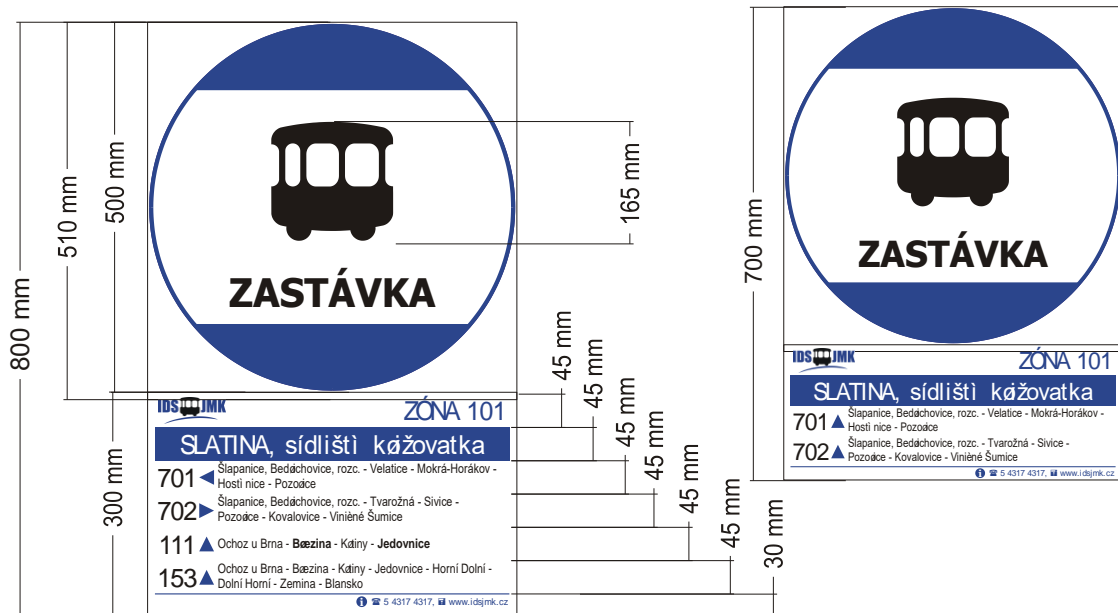 800 mm
510 mm
500 mm
300 mm
ZASTÁVKA
165 mm
IDS JMK
ZÓNA 101
SLATINA, sídlištì køžovatka
701 Šlapanice, Bedøichovice, rozc. - Velatice - Mokrá-Horákov -
Hostì nice - Pozoøice
702 Šlapanice, Bedøichovice, rozc. - Tvarožná - Sivice -
Pozoøice - Kovalovice - Vinièné Šumice
111 Ochoz u Brna - Bøezina - Køtiny - Jedovnice
153 Ochoz u Brna - Bøezina - Køtiny - Jedovnice - Horní Dolní -
Dolní Horní - Zemina - Blansko
5 4317 4317, www.idsjmk.cz
45 mm
45 mm
45 mm
45 mm
45 mm
45 mm
30 mm
700 mm
ZASTÁVKA
IDS JMK
ZÓNA 101
SLATINA, sídlištì køžovatka
701 Šlapanice, Bedøichovice, rozc. - Velatice - Mokrá-Horákov -
Hostì nice - Pozoøice
702 Šlapanice, Bedøichovice, rozc. - Tvarožná - Sivice -
Pozoøice - Kovalovice - Vinièné Šumice
5 4317 4317, www.idsjmk.cz